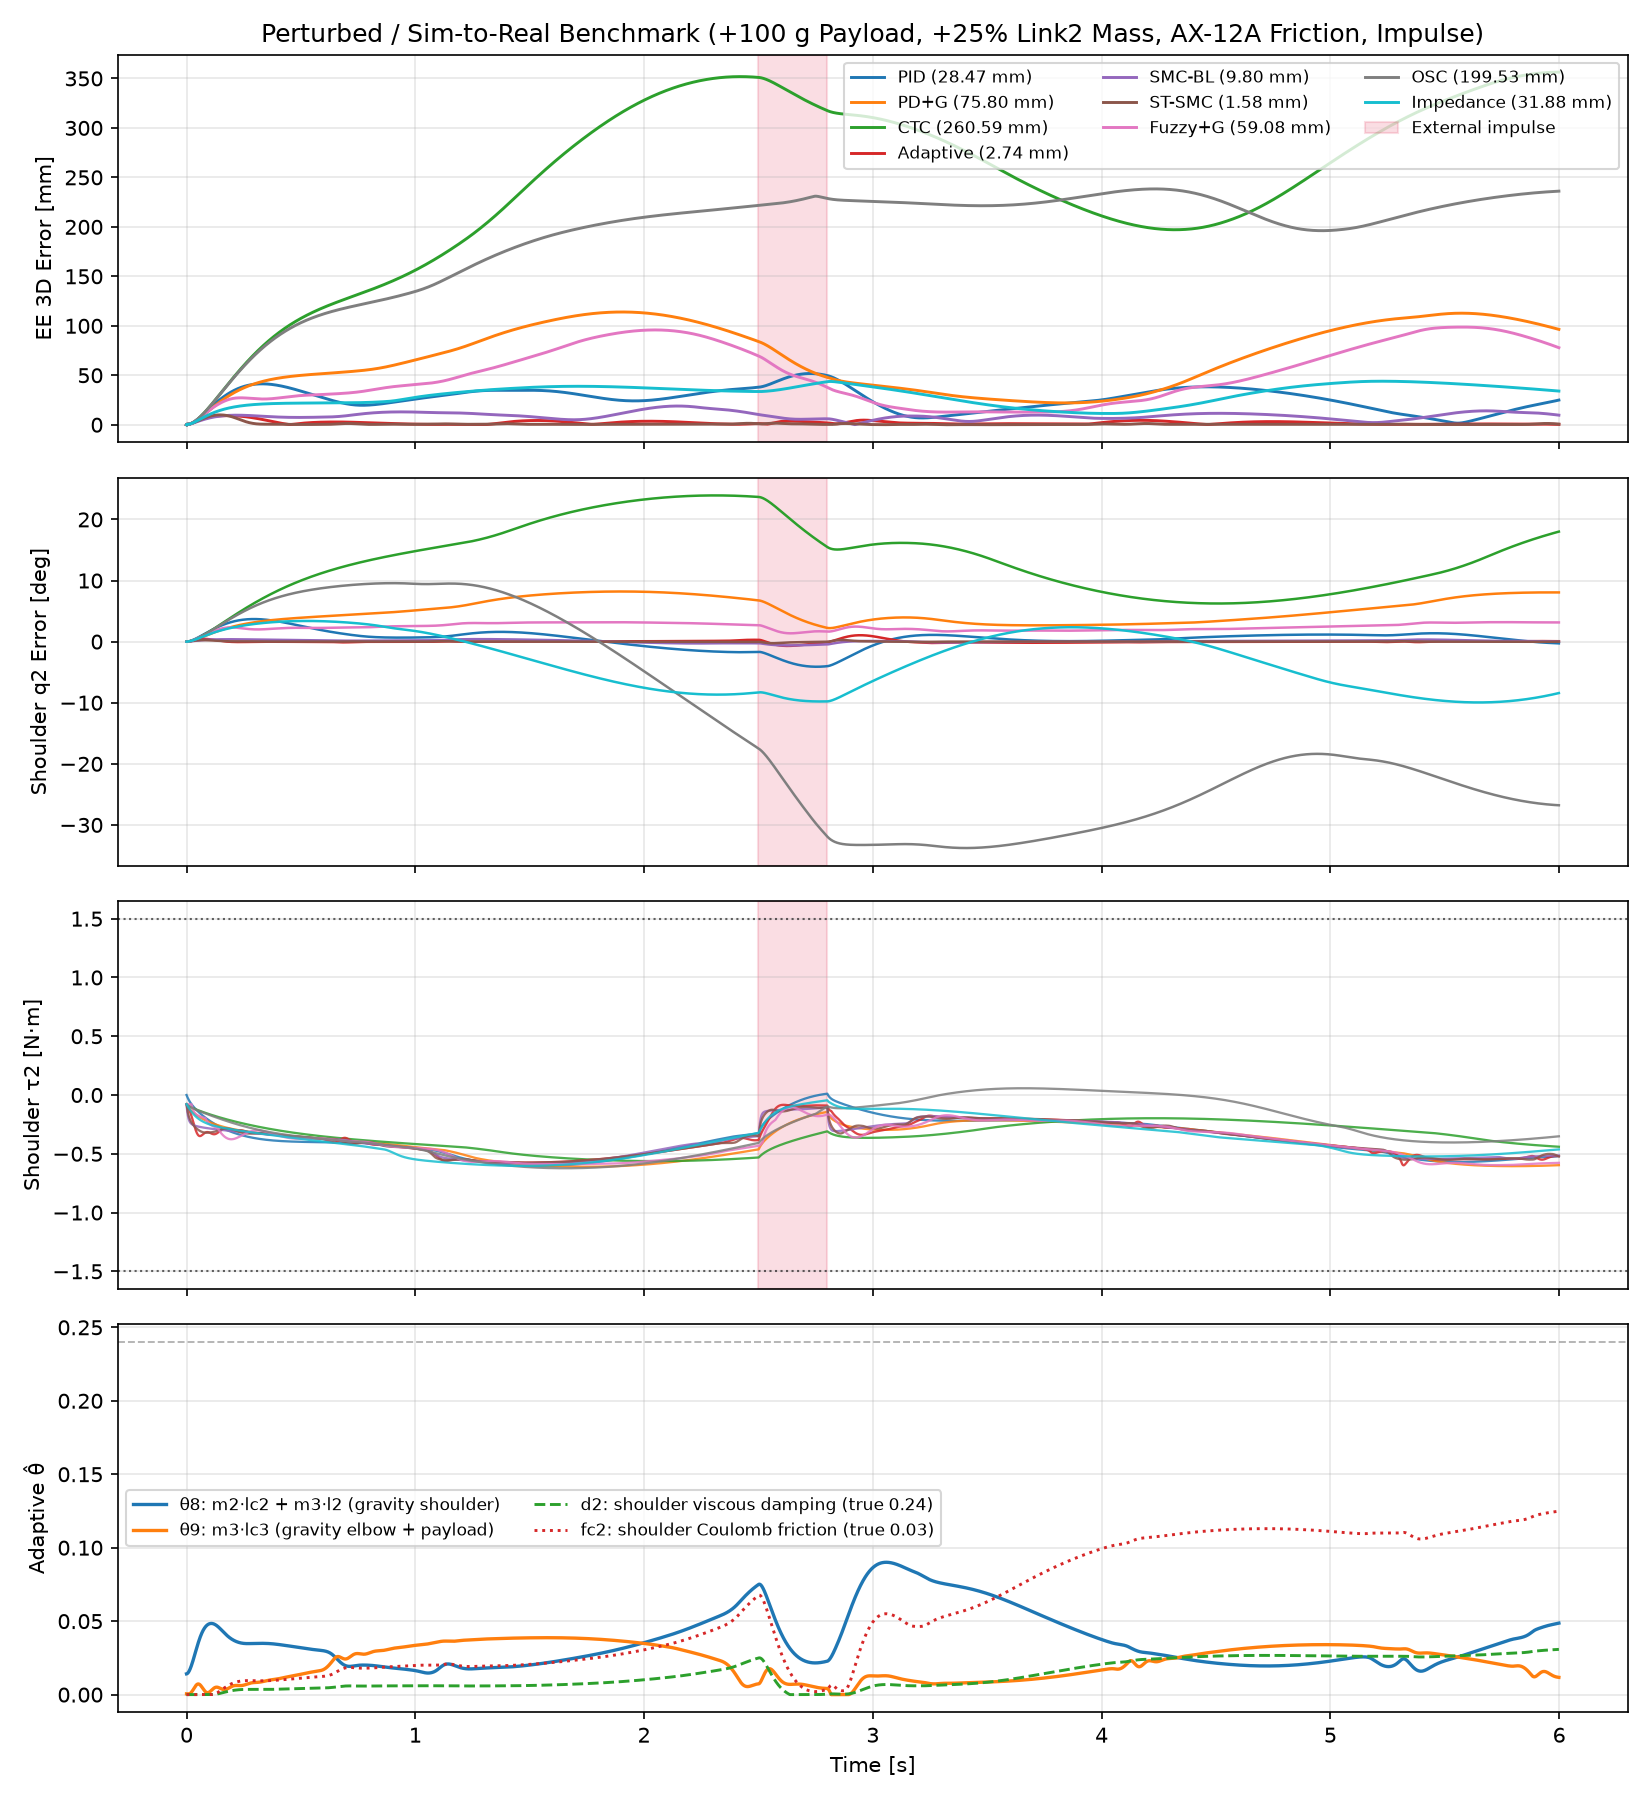 Perturbed / Sim-to-Real Benchmark (+100 g Payload, +25% Link2 Mass, AX-12A Friction, Impulse)
EE 3D Error [mm]
350
300
250
200
150
100
50
0
PID (28.47 mm)
PD+G (75.80 mm)
CTC (260.59 mm)
Adaptive (2.74 mm)
SMC-BL (9.80 mm)
ST-SMC (1.58 mm)
Fuzzy+G (59.08 mm)
OSC (199.53 mm)
Impedance (31.88 mm)
External impulse
Shoulder q2 Error [deg]
20
10
0
−10
−20
−30
Shoulder τ2 [N·m]
1.5
1.0
0.5
0.0
−0.5
−1.0
−1.5
Adaptive θ̂
0.25
0.20
0.15
0.10
0.05
0.00
θ8: m2·lc2 + m3·l2 (gravity shoulder)
θ9: m3·lc3 (gravity elbow + payload)
d2: shoulder viscous damping (true 0.24)
fc2: shoulder Coulomb friction (true 0.03)
0 1 2 3 4 5 6
Time [s]